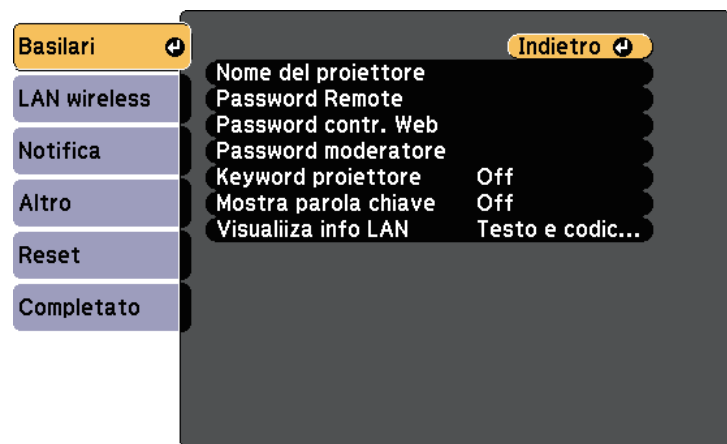 Basilari
LAN wireless
Notifica
Altro
Reset
Completato
Indietro
Nome del proiettore
Password Remote
Password contr. Web
Password moderatore
Keyword proiettore Off
Mostra parola chiave Off
Visualiiza info LAN Testo e codic...